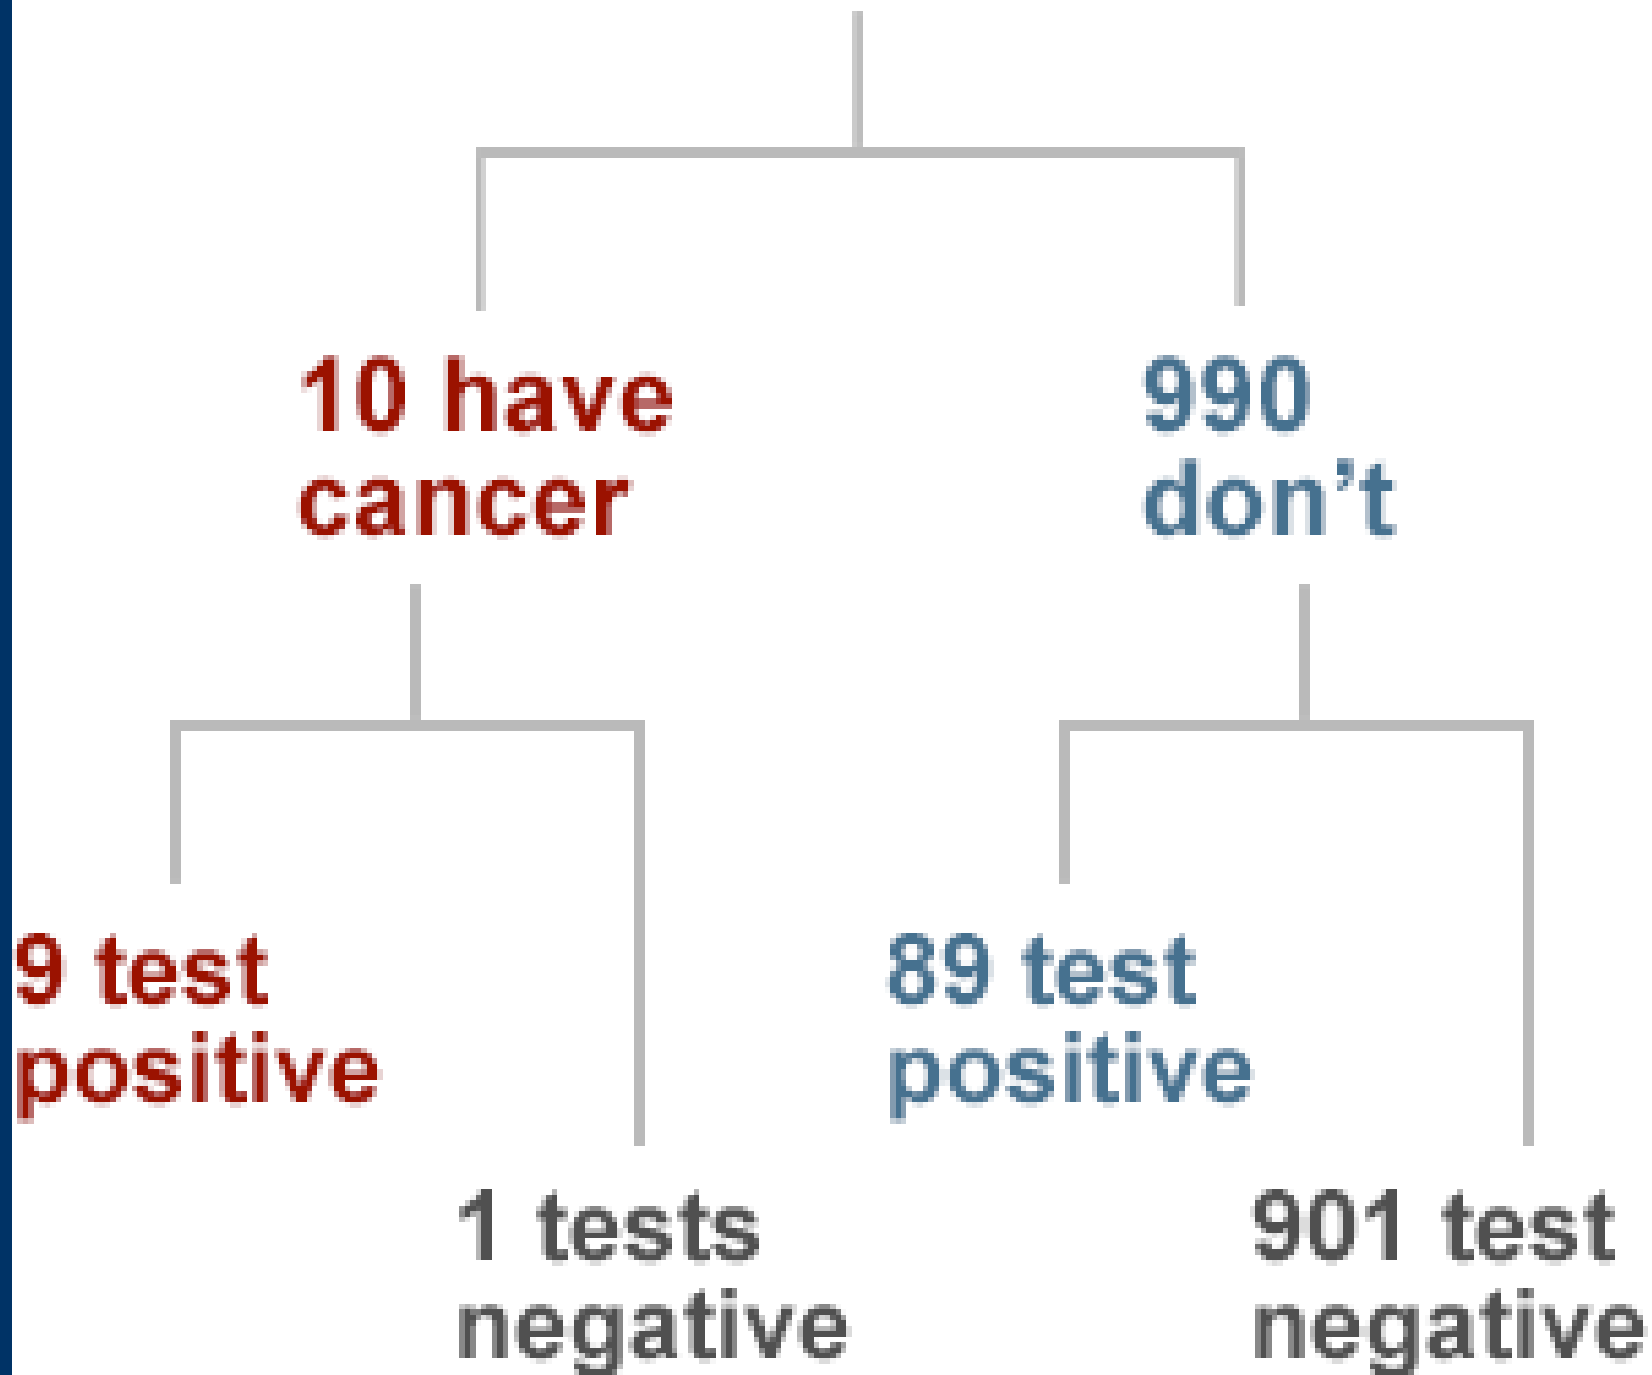 10 have
cancer
990
don’t
9 test
positive
89 test
positive
1 tests
negative
901 test
negative